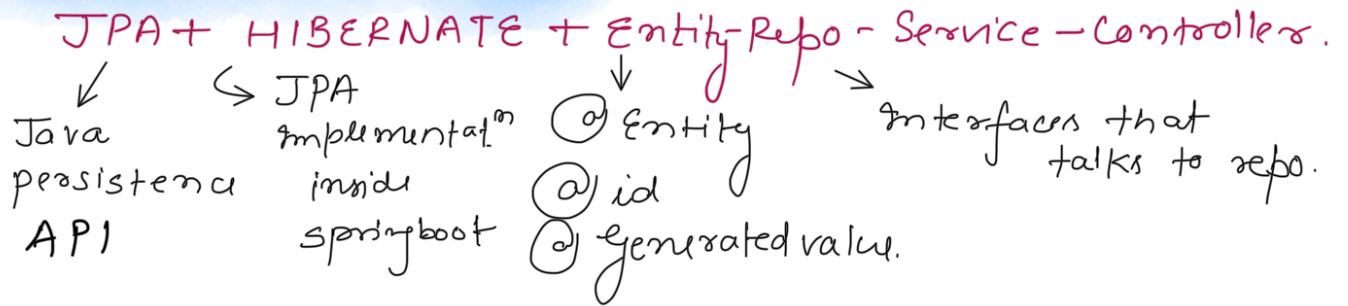 JPA + HIBERNATE + Entity-Repo - Service - Controller.
Java
persistence
API
JPA
Implementatn
inside
springboot
@ Entity
@ id
@ Generated value.
Interfaces that
talks to repo.